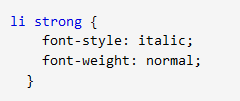 li strong {
    font-style: italic;
    font-weight: normal;
  }